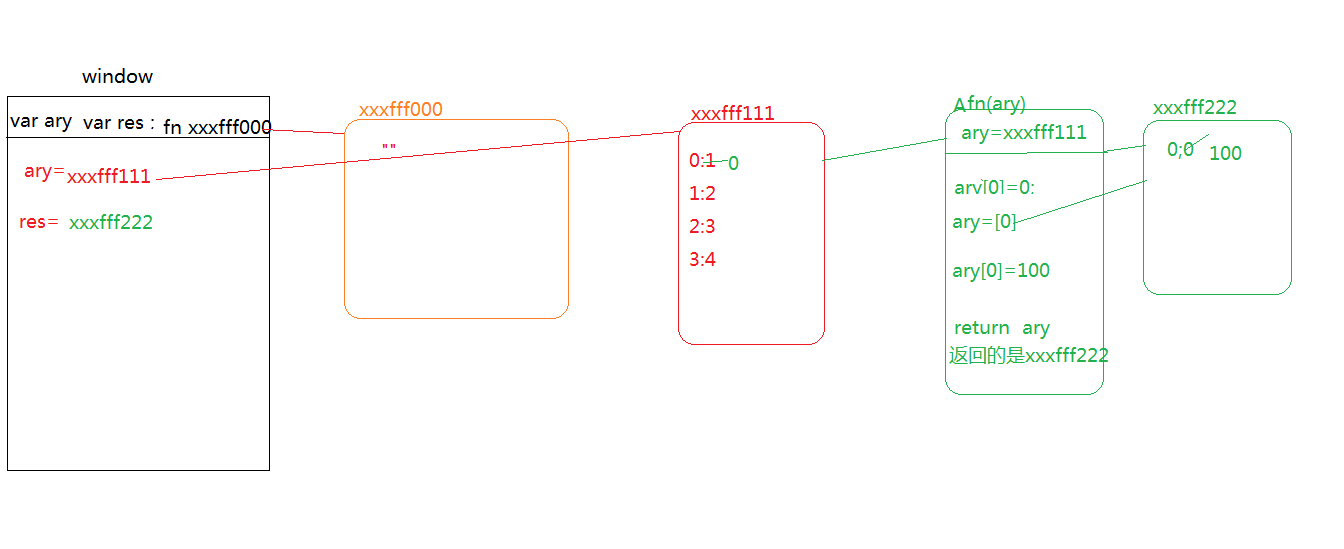 window
var ary var res : fn xxxfff000
ary= xxxfff111
res= xxxfff222
xxxfff000
""
xxxfff111
0:1 0
1:2
2:3
3:4
Afn(ary)
ary=xxxfff111
ary[0]=0;
ary=[0]
ary[0]=100
return ary
返回的是xxxfff222
xxxfff222
0;0 100